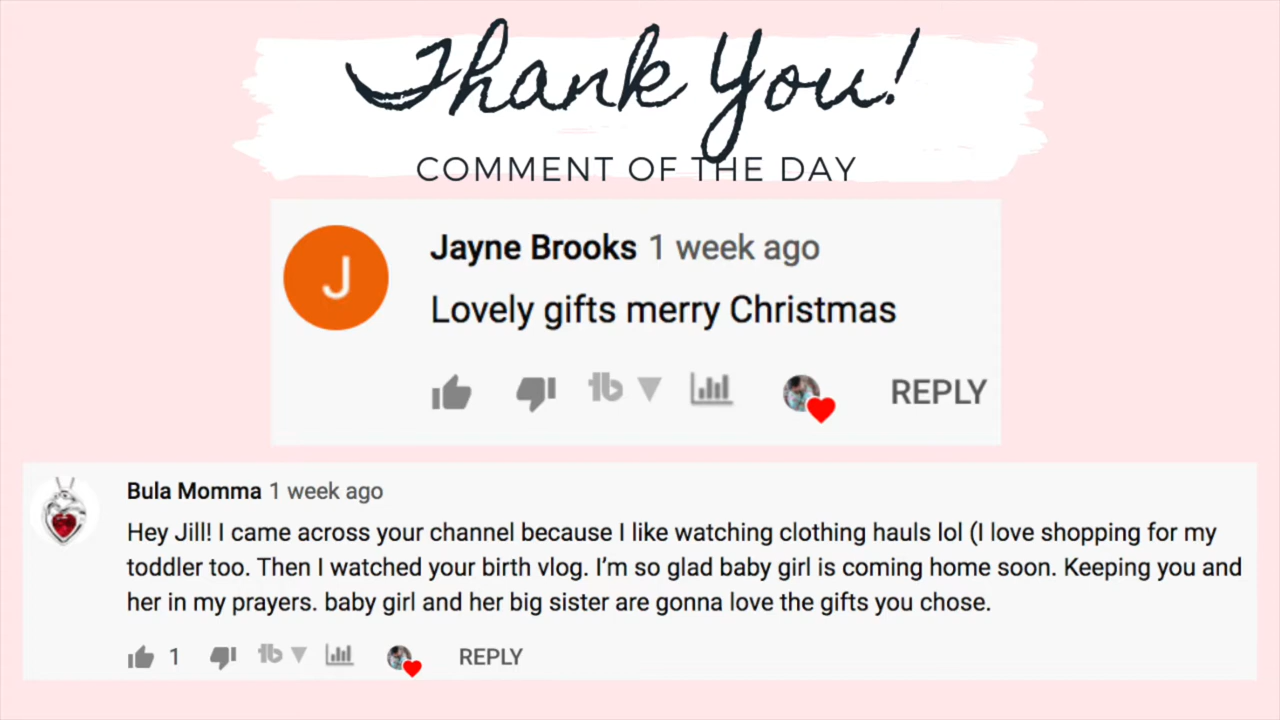 Thank You!
COMMENT OF THE DAY
J
Jayne Brooks 1 week ago
Lovely gifts merry Christmas
tb
REPLY
Bula Momma 1 week ago
Hey Jill! I came across your channel because I like watching clothing hauls lol (I love shopping for my
toddler too. Then I watched your birth vlog. I’m so glad baby girl is coming home soon. Keeping you and
her in my prayers. baby girl and her big sister are gonna love the gifts you chose.
1
tb
REPLY